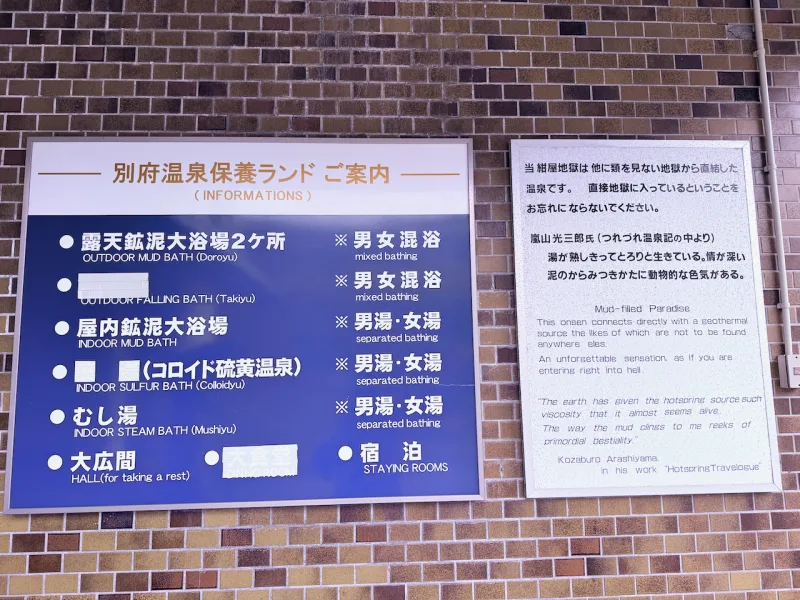 別府温泉保養ランド ご案内
( INFORMATIONS )
● 露天鉱泥大浴場2ケ所 ※ 男女混浴
OUTDOOR MUD BATH (Doroyu) mixed bathing
● ※ 男女混浴
OUTDOOR FALLING BATH (Takiyu) mixed bathing
● 屋内鉱泥大浴場 ※ 男湯・女湯
INDOOR MUD BATH separated bathing
● (コロイド硫黄温泉) ※ 男湯・女湯
INDOOR SULFUR BATH (Colloidyu) separated bathing
● むし湯 ※ 男湯・女湯
INDOOR STEAM BATH (Mushiyu) separated bathing
● 大広間 ● ● 宿 泊
HALL(for taking a rest) STAYING ROOMS
当 紺屋地獄は 他に類を見ない地獄から直結した
温泉です。 直接地獄に入っているということを
お忘れにならないでください。
嵐山 光三郎氏 (つれづれ温泉記の中より)
湯が熟しきってとろりと生きている。情が深い
泥のからみつきかたに動物的な色気がある。
Mud-filled Paradise
This onsen connects directly with a geothermal
source the likes of which are not to be found
anywhere eles.
An unforgettable sensation, as if you are
entering right into hell.
"The earth has given the hotspring source such
viscosity that it almost seems alive.
The way the mud clings to me reeks of
primordial bestiality."
Kozaburo Arashiyama.
in his work "Hotspring Travelogue"